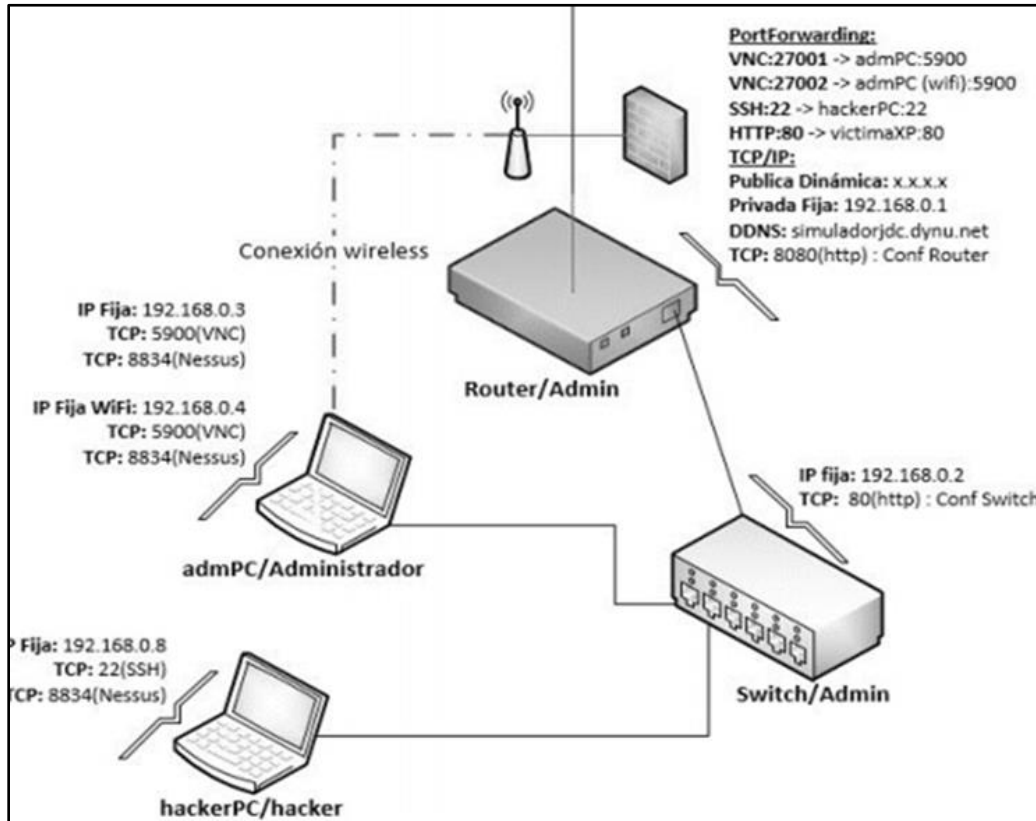 PortForwarding:
VNC:27001 -> admPC:5900
VNC:27002 -> admPC (wifi):5900
SSH:22 -> hackerPC:22
HTTP:80 -> victimaXP:80
TCP/IP:
Publica Dinámica: x.x.x.x
Privada Fija: 192.168.0.1
DDNS: simuladorjdc.dynu.net
TCP: 8080(http) : Conf Router
Conexión wireless
IP Fija: 192.168.0.3
TCP: 5900(VNC)
TCP: 8834(Nessus)
Router/Admin
IP Fija WiFi: 192.168.0.4
TCP: 5900(VNC)
TCP: 8834(Nessus)
IP fija: 192.168.0.2
TCP: 80(http) : Conf Switch
admPC/Administrador
P Fija: 192.168.0.8
TCP: 22(SSH)
TCP: 8834(Nessus)
Switch/Admin
hackerPC/hacker